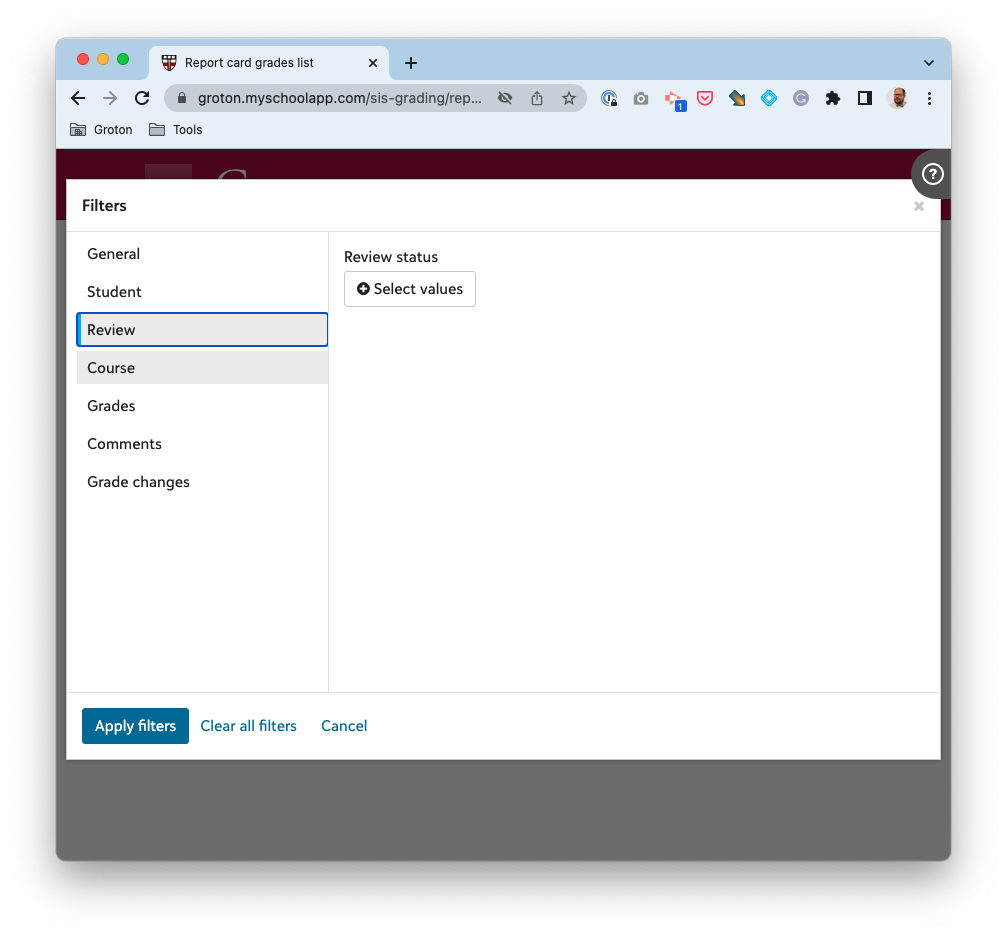 Report card grades list
groton.myschoolapp.com/sis-grading/rep...
1
Groton
Tools
Filters
General
Student
Review
Course
Grades
Comments
Grade changes
Review status
Select values
Apply filters
Clear all filters
Cancel